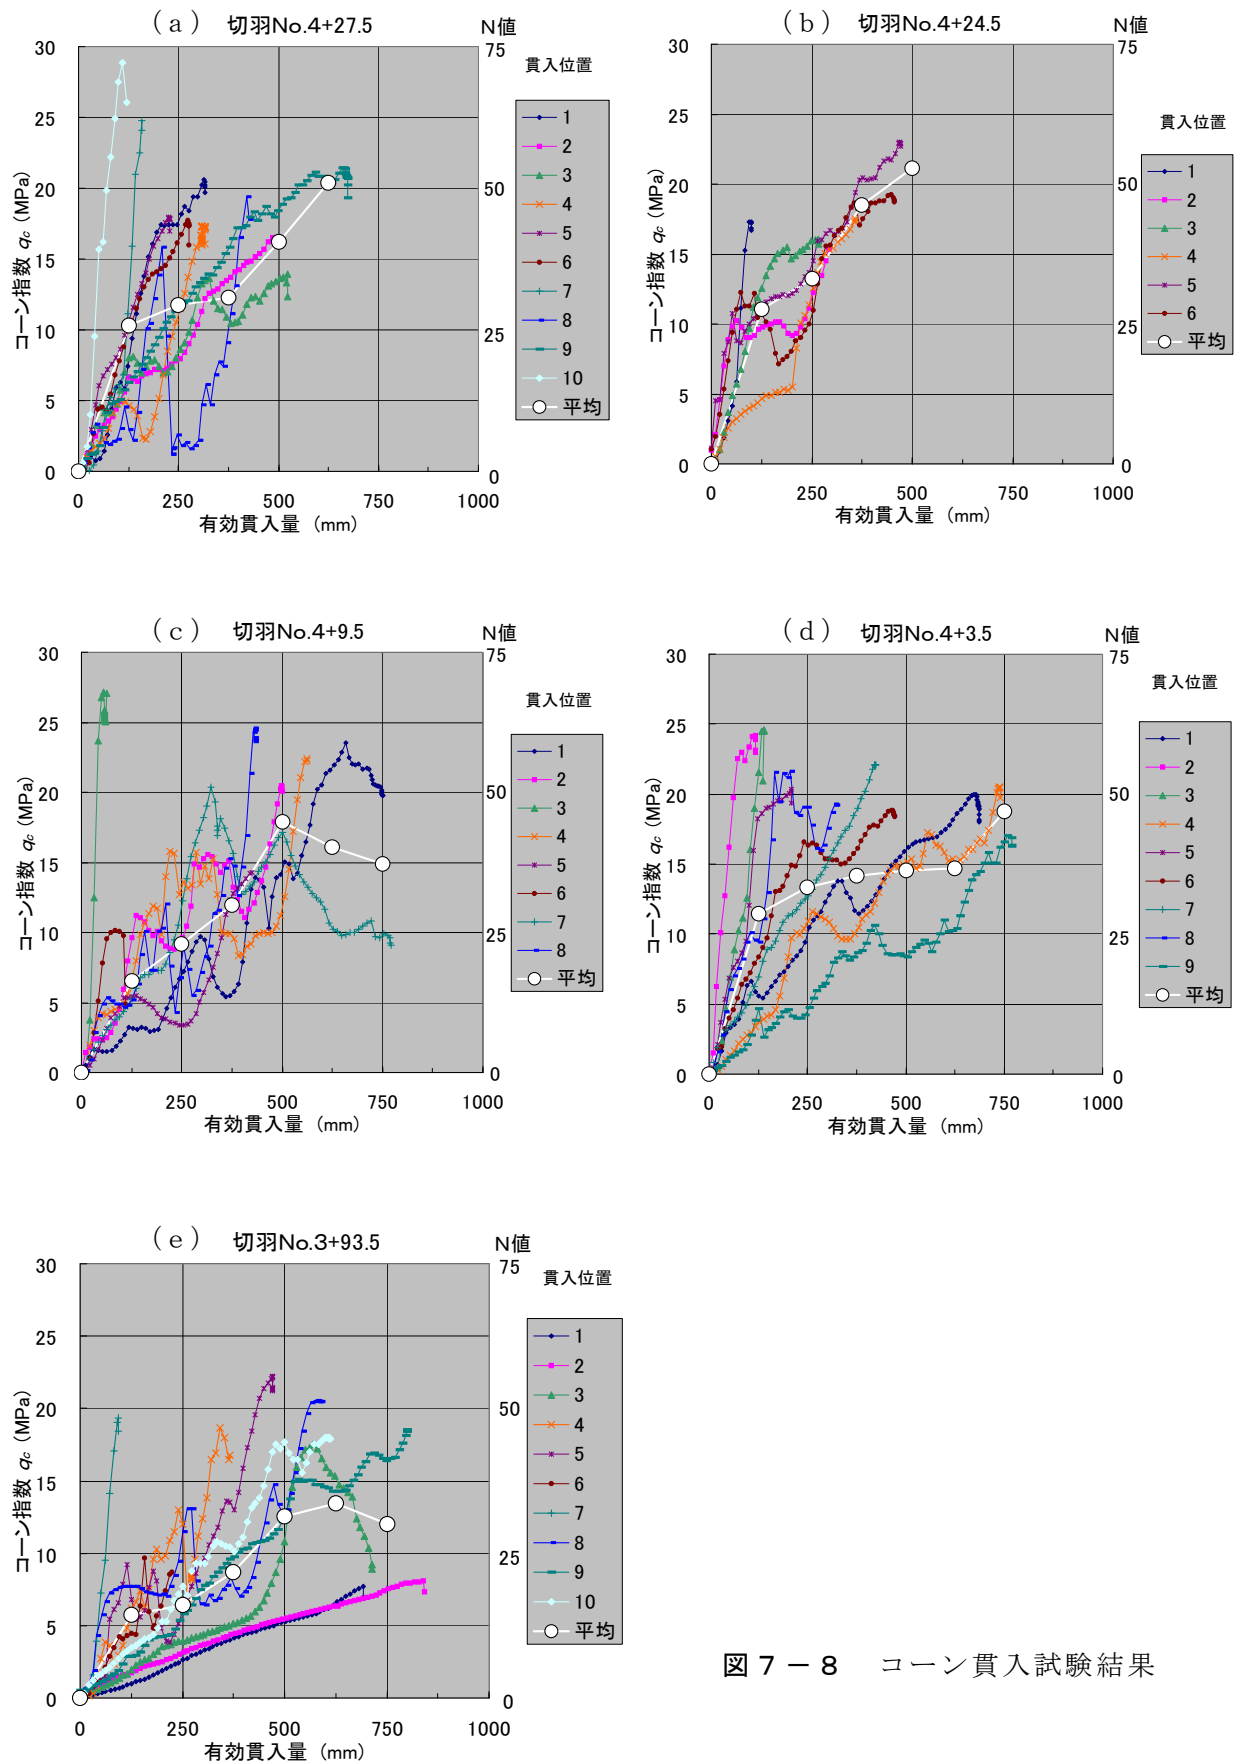 (a) 切羽No.4+27.5 N値
30 25 20 15 10 5 0
コーン指数 qc (MPa)
75 50 25 0
0 250 500 750 1000
有効貫入量 (mm)
貫入位置
1
2
3
4
5
6
7
8
9
10
平均
(b) 切羽No.4+24.5 N値
30 25 20 15 10 5 0
コーン指数 qc (MPa)
75 50 25 0
0 250 500 750 1000
有効貫入量 (mm)
貫入位置
1
2
3
4
5
6
平均
(c) 切羽No.4+9.5 N値
30 25 20 15 10 5 0
コーン指数 qc (MPa)
75 50 25 0
0 250 500 750 1000
有効貫入量 (mm)
貫入位置
1
2
3
4
5
6
7
8
平均
(d) 切羽No.4+3.5 N値
30 25 20 15 10 5 0
コーン指数 qc (MPa)
75 50 25 0
0 250 500 750 1000
有効貫入量 (mm)
貫入位置
1
2
3
4
5
6
7
8
9
平均
(e) 切羽No.3+93.5 N値
30 25 20 15 10 5 0
コーン指数 qc (MPa)
75 50 25 0
0 250 500 750 1000
有効貫入量 (mm)
貫入位置
1
2
3
4
5
6
7
8
9
10
平均
図7-8 コーン貫入試験結果